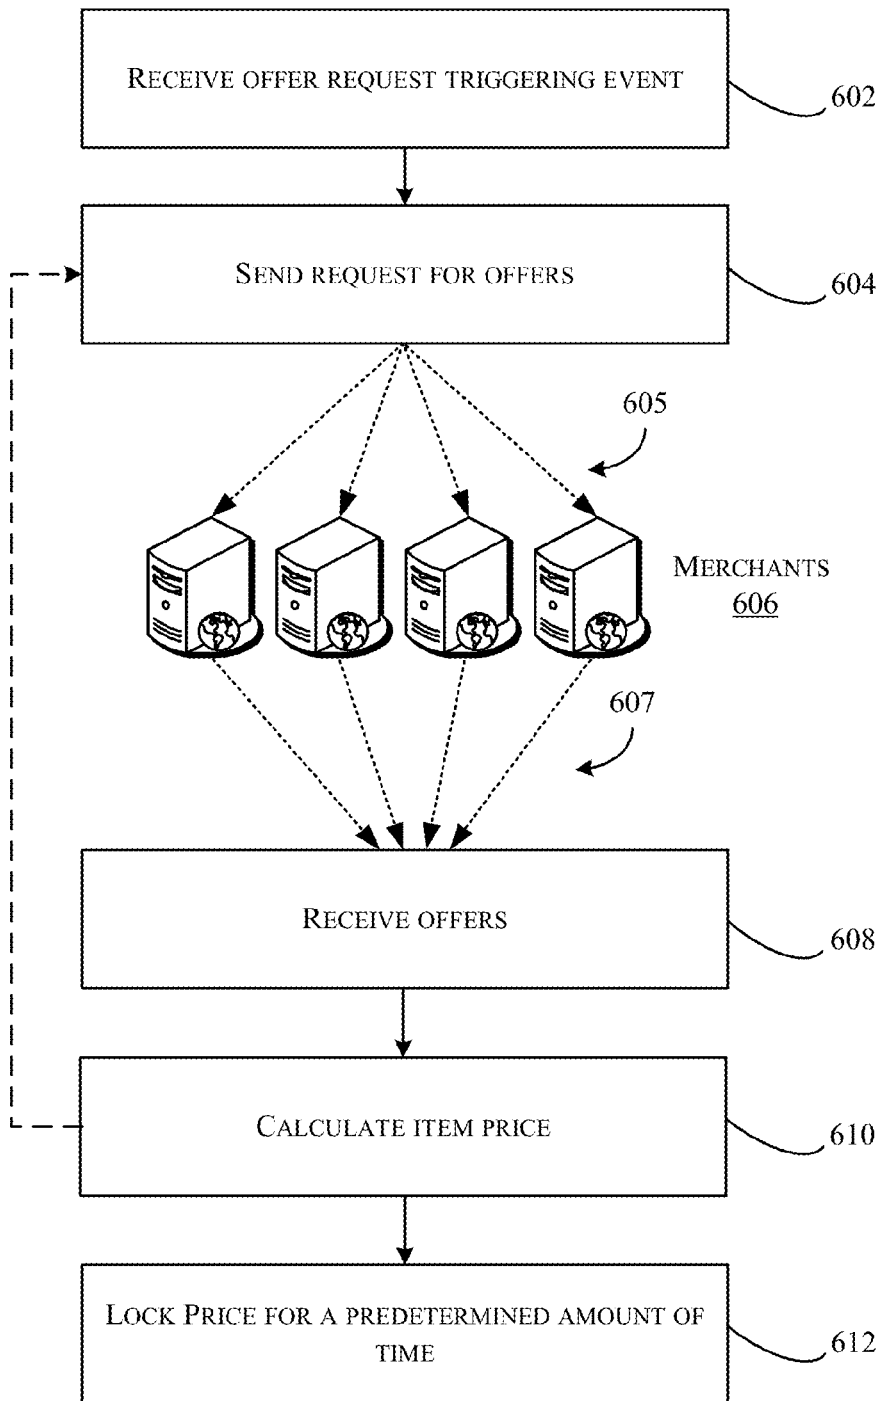 RECEIVE OFFER REQUEST TRIGGERING EVENT
602
SEND REQUEST FOR OFFERS
604
605
MERCHANTS
606
607
RECEIVE OFFERS
608
CALCULATE ITEM PRICE
610
LOCK PRICE FOR A PREDETERMINED AMOUNT OF
TIME
612